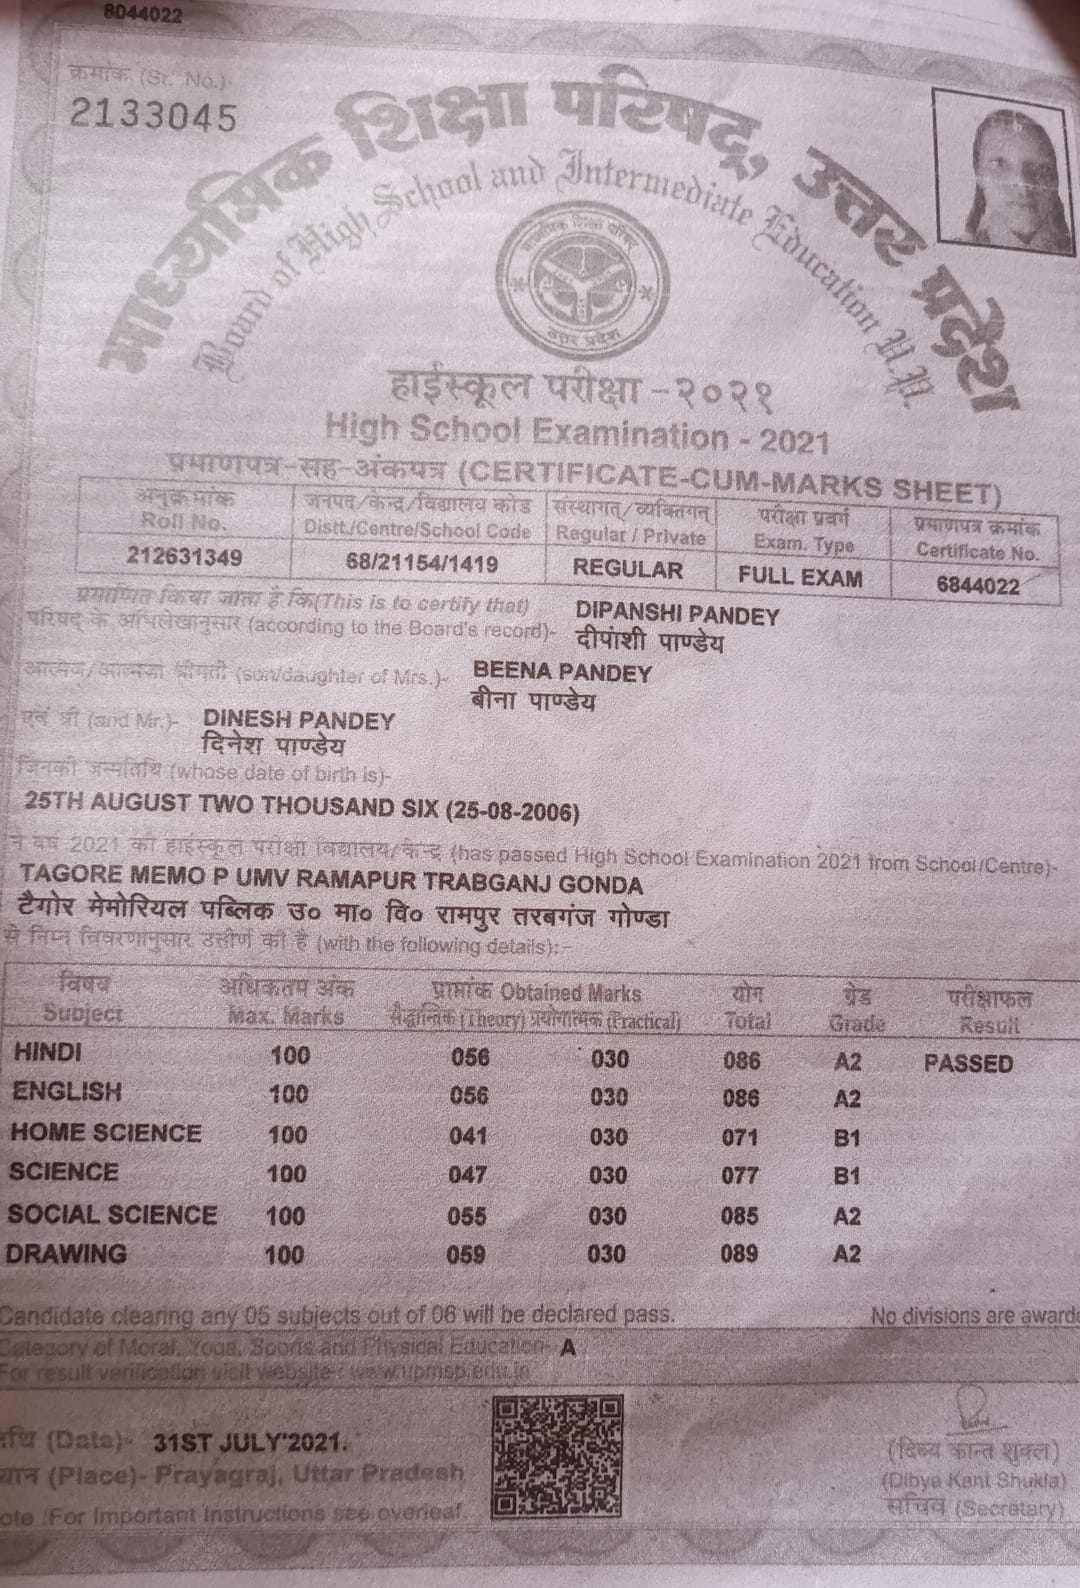 8044022
क्रमांक (Sr. No.)-
2133045
माध्यमिक शिक्षा परिषद्, उत्तर प्रदेश
Board of High School and Intermediate Education U.P.
माध्यमिक शिक्षा परिषद
उत्तर प्रदेश
हाईस्कूल परीक्षा - २०२१
High School Examination - 2021
प्रमाणपत्र-सह-अंकपत्र (CERTIFICATE-CUM-MARKS SHEET)
अनुक्रमांक जनपद/केन्द्र/विद्यालय कोड संस्थागत्/व्यक्तिगत् परीक्षा प्रवर्ग प्रमाणपत्र क्रमांक
Roll No. Distt./Centre/School Code Regular / Private Exam. Type Certificate No.
212631349 68/21154/1419 REGULAR FULL EXAM 6844022
प्रमाणित किया जाता है कि(This is to certify that) DIPANSHI PANDEY
परिषद के अभिलेखानुसार (according to the Board's record)- दीपांशी पाण्डेय
आत्मज/आत्मजा श्रीमती (son/daughter of Mrs.)- BEENA PANDEY
बीना पाण्डेय
एवं श्री (and Mr.)- DINESH PANDEY
दिनेश पाण्डेय
जिनकी जन्मतिथि (whose date of birth is)-
25TH AUGUST TWO THOUSAND SIX (25-08-2006)
ने वर्ष 2021 की हाईस्कूल परीक्षा विद्यालय/केन्द्र (has passed High School Examination 2021 from School/Centre)-
TAGORE MEMO P UMV RAMAPUR TRABGANJ GONDA
टैगोर मेमोरियल पब्लिक उ० मा० वि० रामपुर तरबगंज गोण्डा
से निम्न विवरणानुसार उत्तीर्ण की है (with the following details):-
विषय अधिकतम अंक प्राप्तांक Obtained Marks योग ग्रेड परीक्षाफल
Subject Max. Marks सैद्धान्तिक (Theory) प्रयोगात्मक (Practical) Total Grade Result
HINDI 100 056 030 086 A2 PASSED
ENGLISH 100 056 030 086 A2
HOME SCIENCE 100 041 030 071 B1
SCIENCE 100 047 030 077 B1
SOCIAL SCIENCE 100 055 030 085 A2
DRAWING 100 059 030 089 A2
Candidate clearing any 05 subjects out of 06 will be declared pass. No divisions are awarde
Category of Moral, Yoga, Sports and Physical Education- A
For result verification visit website : www.upmsp.edu.in
थि (Date)- 31ST JULY'2021.
थान (Place)- Prayagraj, Uttar Pradesh
ote :For Important Instructions see overleaf.
(दिब्य कान्त शुक्ल)
(Dibya Kant Shukla)
सचिव (Secretary)